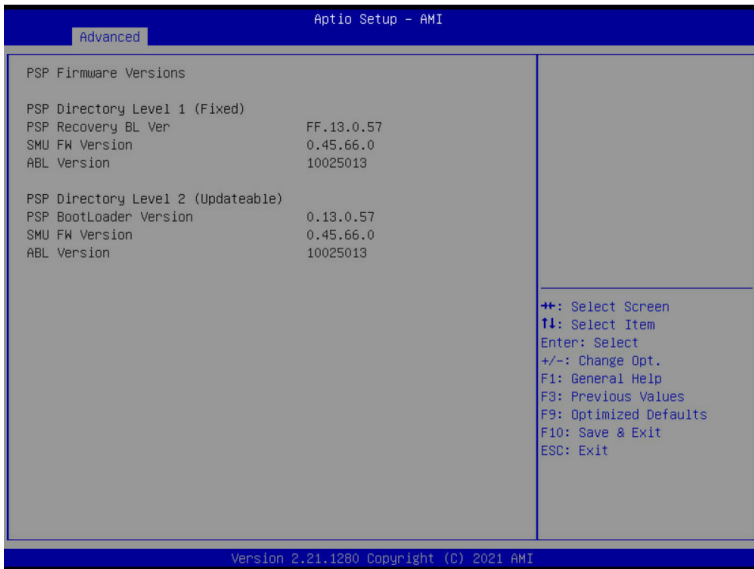 Aptio Setup – AMI
Advanced
PSP Firmware Versions
PSP Directory Level 1 (Fixed)
PSP Recovery BL Ver FF.13.0.57
SMU FW Version 0.45.66.0
ABL Version 10025013
PSP Directory Level 2 (Updateable)
PSP BootLoader Version 0.13.0.57
SMU FW Version 0.45.66.0
ABL Version 10025013
→←: Select Screen
↑↓: Select Item
Enter: Select
+/-: Change Opt.
F1: General Help
F3: Previous Values
F9: Optimized Defaults
F10: Save & Exit
ESC: Exit
Version 2.21.1280 Copyright (C) 2021 AMI